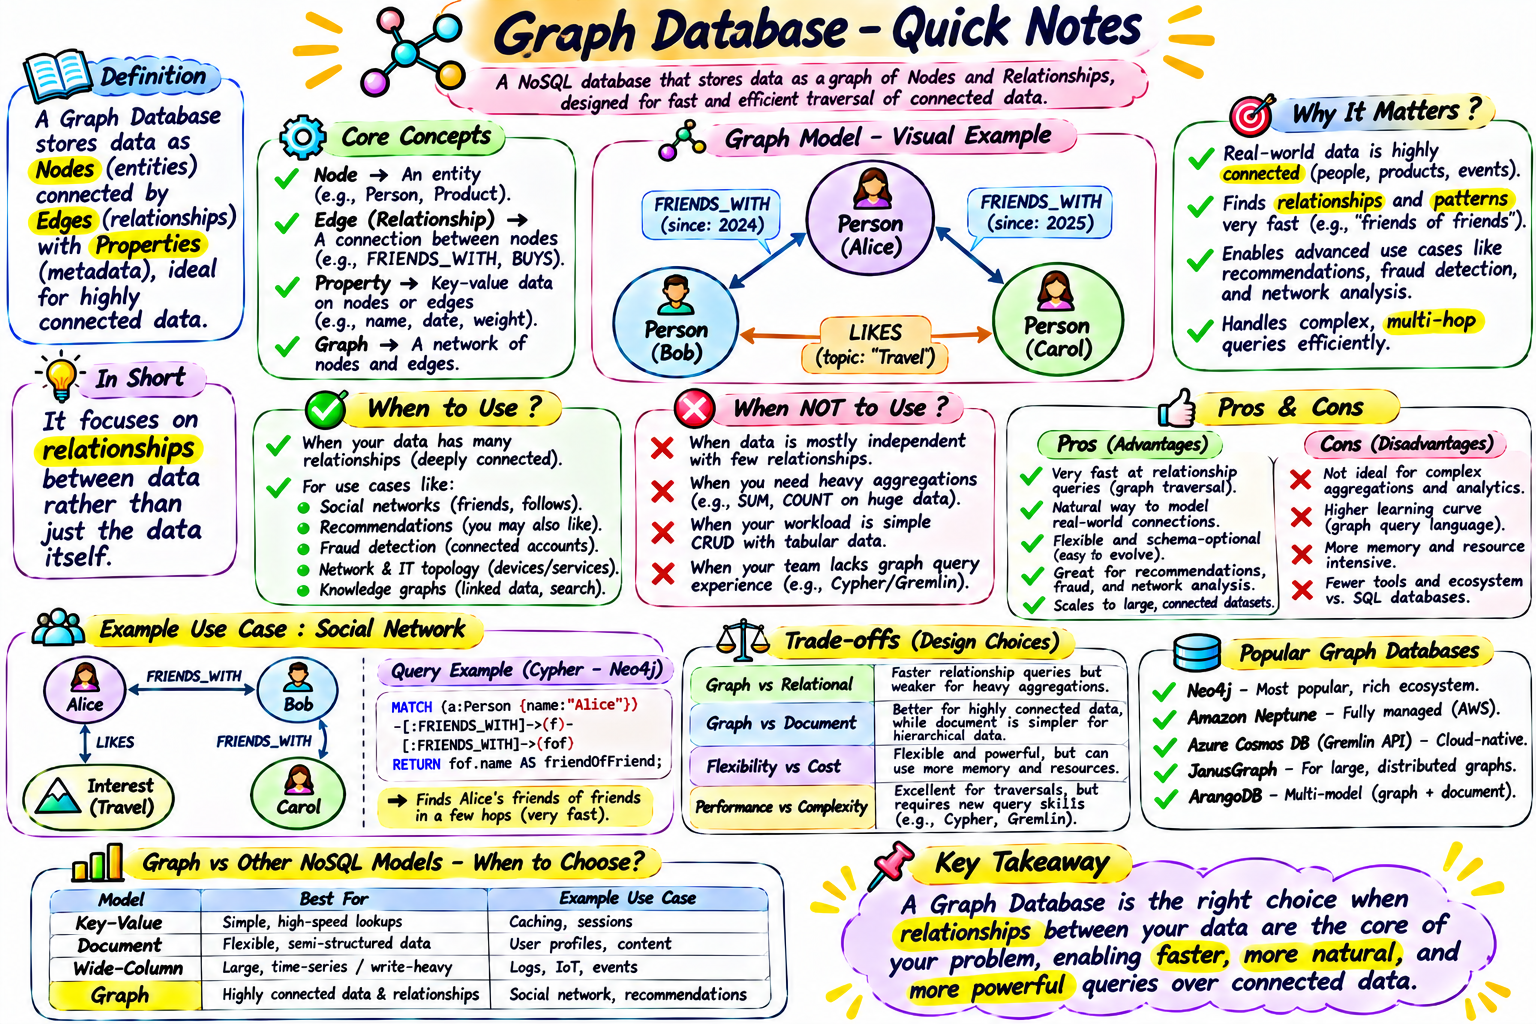 Graph Database – Quick Notes
A NoSQL database that stores data as a graph of Nodes and Relationships,
designed for fast and efficient traversal of connected data.
Definition
A Graph Database
stores data as
Nodes (entities)
connected by
Edges (relationships)
with Properties
(metadata), ideal
for highly
connected data.
In Short
It focuses on
relationships
between data
rather than
just the data
itself.
Core Concepts
Node → An entity
(e.g., Person, Product).
Edge (Relationship) →
A connection between nodes
(e.g., FRIENDS_WITH, BUYS).
Property → Key-value data
on nodes or edges
(e.g., name, date, weight).
Graph → A network of
nodes and edges.
Graph Model – Visual Example
FRIENDS_WITH
(since: 2024)
Person
(Alice)
FRIENDS_WITH
(since: 2025)
Person
(Bob)
LIKES
(topic: "Travel")
Person
(Carol)
Why It Matters ?
Real-world data is highly
connected (people, products, events).
Finds relationships and patterns
very fast (e.g., "friends of friends").
Enables advanced use cases like
recommendations, fraud detection,
and network analysis.
Handles complex, multi-hop
queries efficiently.
When to Use ?
When your data has many
relationships (deeply connected).
For use cases like:
Social networks (friends, follows).
Recommendations (you may also like).
Fraud detection (connected accounts).
Network & IT topology (devices/services).
Knowledge graphs (linked data, search).
When NOT to Use ?
When data is mostly independent
with few relationships.
When you need heavy aggregations
(e.g., SUM, COUNT on huge data).
When your workload is simple
CRUD with tabular data.
When your team lacks graph query
experience (e.g., Cypher/Gremlin).
Pros & Cons
Pros (Advantages)
Very fast at relationship
queries (graph traversal).
Natural way to model
real-world connections.
Flexible and schema-optional
(easy to evolve).
Great for recommendations,
fraud, and network analysis.
Scales to large, connected datasets.
Cons (Disadvantages)
Not ideal for complex
aggregations and analytics.
Higher learning curve
(graph query language).
More memory and resource
intensive.
Fewer tools and ecosystem
vs. SQL databases.
Example Use Case : Social Network
Alice
FRIENDS_WITH
Bob
LIKES
FRIENDS_WITH
Interest
(Travel)
Carol
Query Example (Cypher – Neo4j)
MATCH (a:Person {name:"Alice"})
-[:FRIENDS_WITH]->(f)-
[:FRIENDS_WITH]->(fof)
RETURN fof.name AS friendOfFriend;
→ Finds Alice's friends of friends
in a few hops (very fast).
Trade-offs (Design Choices)
Graph vs Relational
Faster relationship queries but
weaker for heavy aggregations.
Graph vs Document
Better for highly connected data,
while document is simpler for
hierarchical data.
Flexibility vs Cost
Flexible and powerful, but can
use more memory and resources.
Performance vs Complexity
Excellent for traversals, but
requires new query skills
(e.g., Cypher, Gremlin).
Popular Graph Databases
Neo4j – Most popular, rich ecosystem.
Amazon Neptune – Fully managed (AWS).
Azure Cosmos DB (Gremlin API) – Cloud-native.
JanusGraph – For large, distributed graphs.
ArangoDB – Multi-model (graph + document).
Graph vs Other NoSQL Models – When to Choose?
Model Best For Example Use Case
Key-Value Simple, high-speed lookups Caching, sessions
Document Flexible, semi-structured data User profiles, content
Wide-Column Large, time-series / write-heavy Logs, IoT, events
Graph Highly connected data & relationships Social network, recommendations
Key Takeaway
A Graph Database is the right choice when
relationships between your data are the core of
your problem, enabling faster, more natural, and
more powerful queries over connected data.